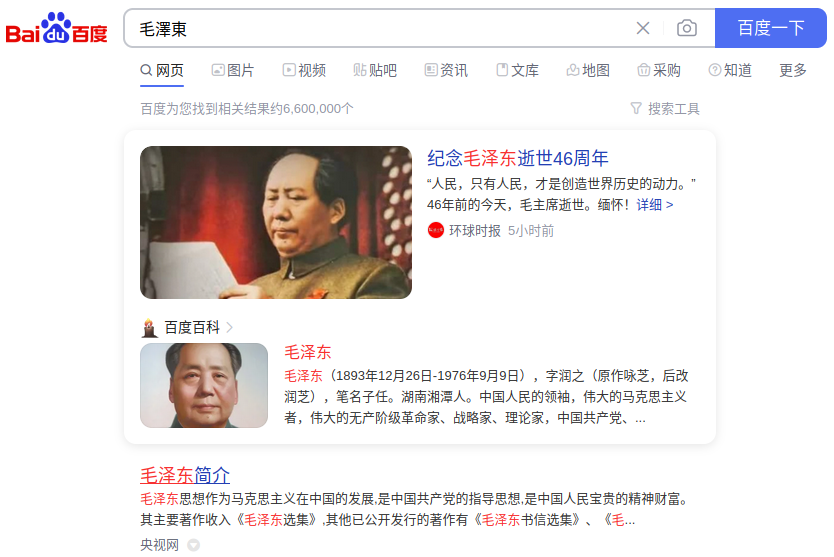 Bai du 百度
毛澤東
百度一下
网页 图片 视频 贴吧 资讯 文库 地图 采购 知道 更多
百度为您找到相关结果约6,600,000个 搜索工具
纪念毛泽东逝世46周年
“人民，只有人民，才是创造世界历史的动力。”
46年前的今天，毛主席逝世。缅怀！详细 >
环球时报 5小时前
百度百科
毛泽东
毛泽东（1893年12月26日-1976年9月9日），字润之（原作咏芝，后改
润芝），笔名子任。湖南湘潭人。中国人民的领袖，伟大的马克思主义
者，伟大的无产阶级革命家、战略家、理论家，中国共产党、...
毛泽东简介
毛泽东思想作为马克思主义在中国的发展,是中国共产党的指导思想,是中国人民宝贵的精神财富。
其主要著作收入《毛泽东选集》,其他已公开发行的著作有《毛泽东书信选集》、《毛...
央视网